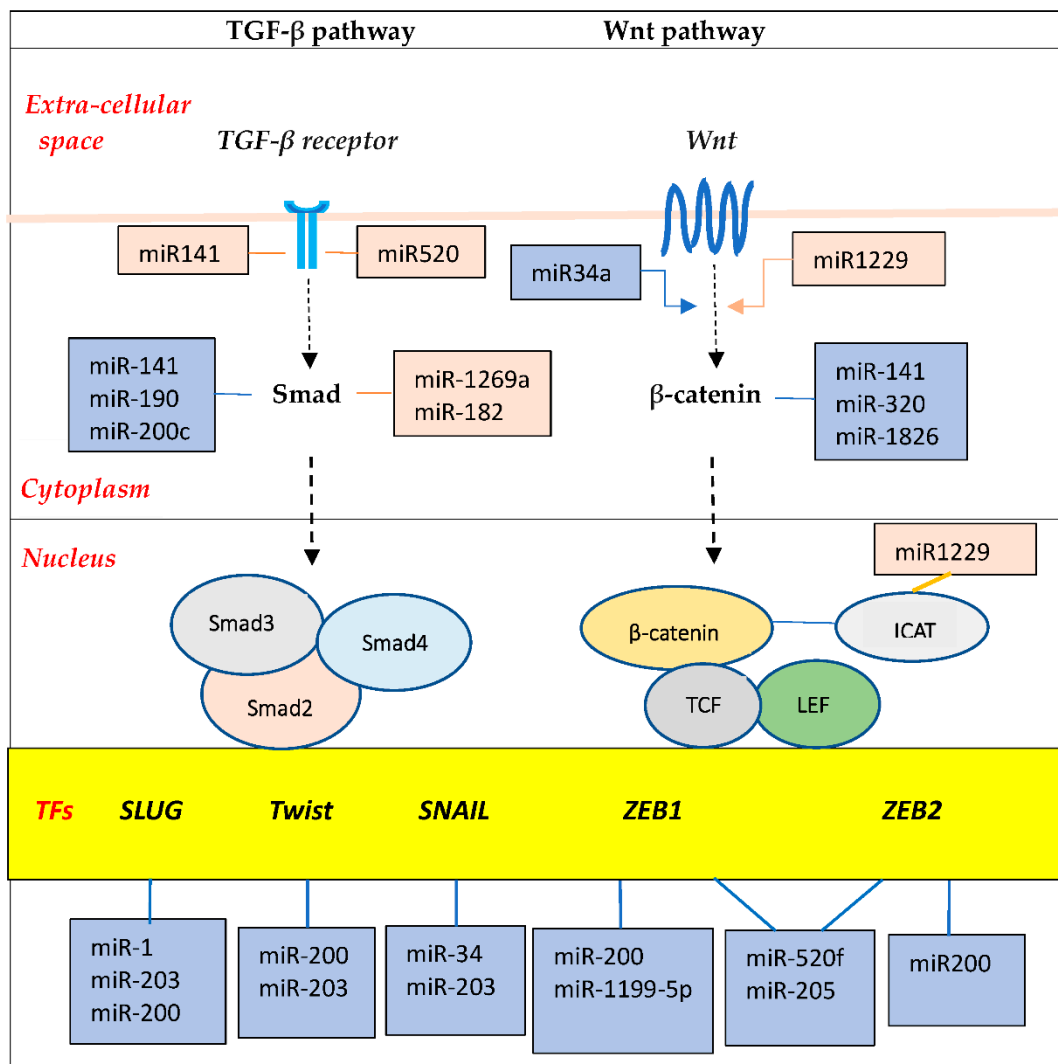 TGF-β pathway
Wnt pathway
Extra-cellular
space
TGF-β receptor
Wnt
miR141
miR520
miR34a
miR1229
miR-141
miR-190
miR-200c
Smad
miR-1269a
miR-182
β-catenin
miR-141
miR-320
miR-1826
Cytoplasm
Nucleus
miR1229
Smad3
Smad4
Smad2
β-catenin
ICAT
TCF
LEF
TFs
SLUG
Twist
SNAIL
ZEB1
ZEB2
miR-1
miR-203
miR-200
miR-200
miR-203
miR-34
miR-203
miR-200
miR-1199-5p
miR-520f
miR-205
miR200